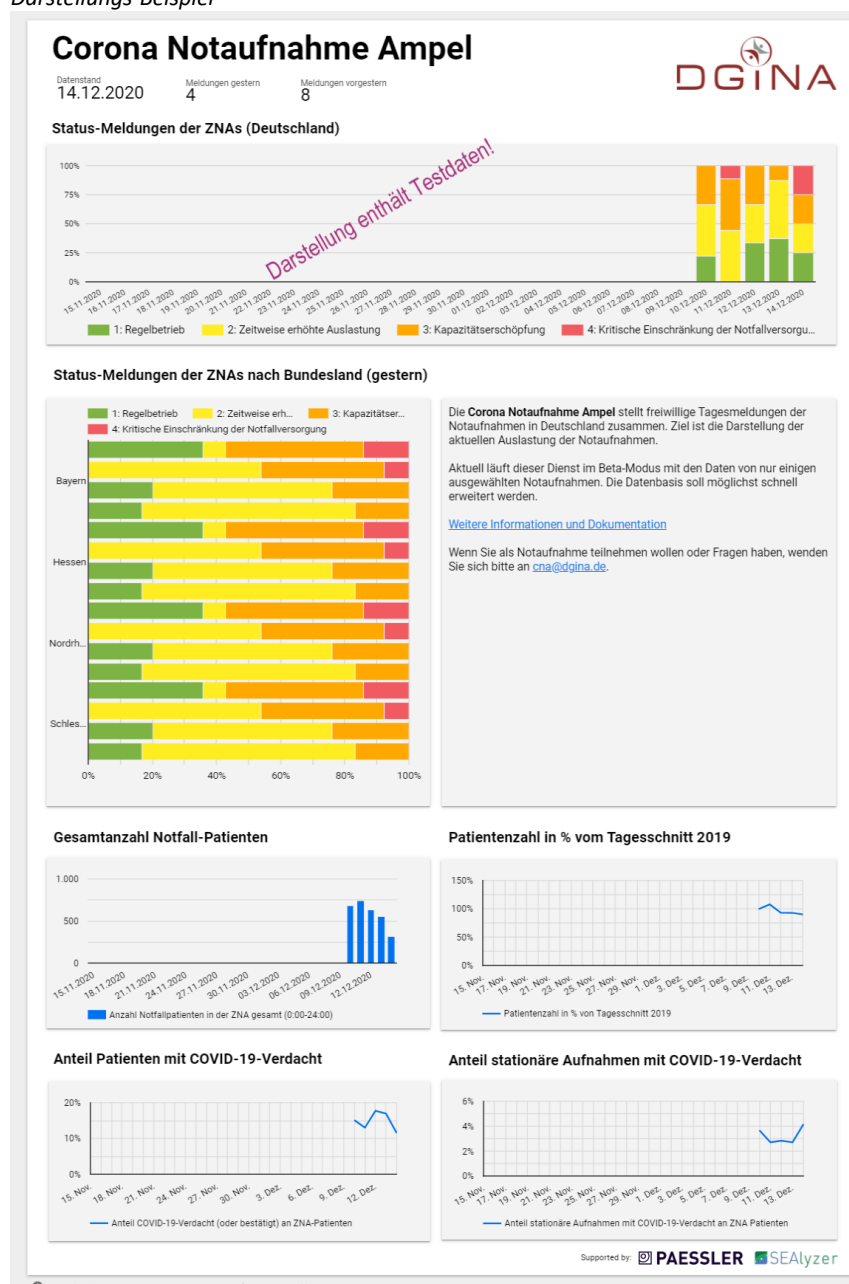 Darstellungs-Beispiel
Corona Notaufnahme Ampel
DGINA
Datenstand
14.12.2020
Meldungen gestern
4
Meldungen vorgestern
8
Status-Meldungen der ZNAs (Deutschland)
Darstellung enthält Testdaten!
100%
75%
50%
25%
0%
15.11.2020 16.11.2020 17.11.2020 18.11.2020 19.11.2020 20.11.2020 21.11.2020 22.11.2020 23.11.2020 24.11.2020 25.11.2020 26.11.2020 27.11.2020 28.11.2020 29.11.2020 30.11.2020 01.12.2020 02.12.2020 03.12.2020 04.12.2020 05.12.2020 06.12.2020 07.12.2020 08.12.2020 09.12.2020 10.12.2020 11.12.2020 12.12.2020 13.12.2020 14.12.2020
1: Regelbetrieb 2: Zeitweise erhöhte Auslastung 3: Kapazitätserschöpfung 4: Kritische Einschränkung der Notfallversorgu...
Status-Meldungen der ZNAs nach Bundesland (gestern)
1: Regelbetrieb 2: Zeitweise erh... 3: Kapazitätser...
4: Kritische Einschränkung der Notfallversorgung
Bayern
Hessen
Nordrh...
Schles...
0% 20% 40% 60% 80% 100%
Die Corona Notaufnahme Ampel stellt freiwillige Tagesmeldungen der
Notaufnahmen in Deutschland zusammen. Ziel ist die Darstellung der
aktuellen Auslastung der Notaufnahmen.
Aktuell läuft dieser Dienst im Beta-Modus mit den Daten von nur einigen
ausgewählten Notaufnahmen. Die Datenbasis soll möglichst schnell
erweitert werden.
Weitere Informationen und Dokumentation
Wenn Sie als Notaufnahme teilnehmen wollen oder Fragen haben, wenden
Sie sich bitte an cna@dgina.de.
Gesamtanzahl Notfall-Patienten
1.000
500
0
15.11.2020 18.11.2020 21.11.2020 24.11.2020 27.11.2020 30.11.2020 03.12.2020 06.12.2020 09.12.2020 12.12.2020
Anzahl Notfallpatienten in der ZNA gesamt (0:00-24:00)
Patientenzahl in % vom Tagesschnitt 2019
150%
100%
50%
0%
15. Nov. 17. Nov. 19. Nov. 21. Nov. 23. Nov. 25. Nov. 27. Nov. 29. Nov. 1. Dez. 3. Dez. 5. Dez. 7. Dez. 9. Dez. 11. Dez. 13. Dez.
Patientenzahl in % von Tagesschnitt 2019
Anteil Patienten mit COVID-19-Verdacht
20%
10%
0%
15. Nov. 18. Nov. 21. Nov. 24. Nov. 27. Nov. 30. Nov. 3. Dez. 6. Dez. 9. Dez. 12. Dez.
Anteil COVID-19-Verdacht (oder bestätigt) an ZNA-Patienten
Anteil stationäre Aufnahmen mit COVID-19-Verdacht
6%
4%
2%
0%
15. Nov. 17. Nov. 19. Nov. 21. Nov. 23. Nov. 25. Nov. 27. Nov. 29. Nov. 1. Dez. 3. Dez. 5. Dez. 7. Dez. 9. Dez. 11. Dez. 13. Dez.
Anteil stationäre Aufnahmen mit COVID-19-Verdacht an ZNA Patienten
Supported by: PAESSLER SEAlyzer